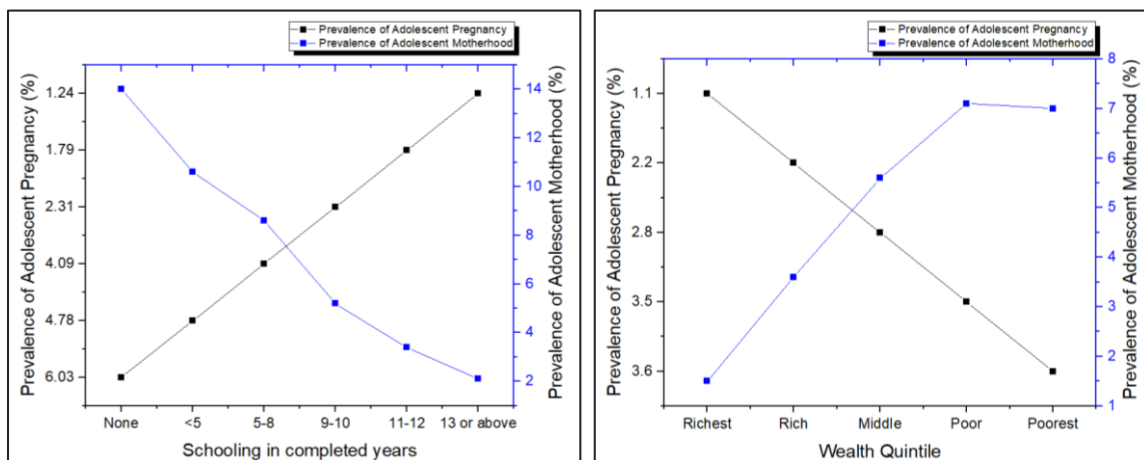 Prevalence of Adolescent Pregnancy
Prevalence of Adolescent Motherhood
Prevalence of Adolescent Pregnancy (%)
1.24
1.79
2.31
4.09
4.78
6.03
14
12
10
8
6
4
2
Prevalence of Adolescent Motherhood (%)
None <5 5-8 9-10 11-12 13 or above
Schooling in completed years
Prevalence of Adolescent Pregnancy
Prevalence of Adolescent Motherhood
Prevalence of Adolescent Pregnancy (%)
1.1
2.2
2.8
3.5
3.6
8
7
6
5
4
3
2
1
Prevalence of Adolescent Motherhood (%)
Richest Rich Middle Poor Poorest
Wealth Quintile